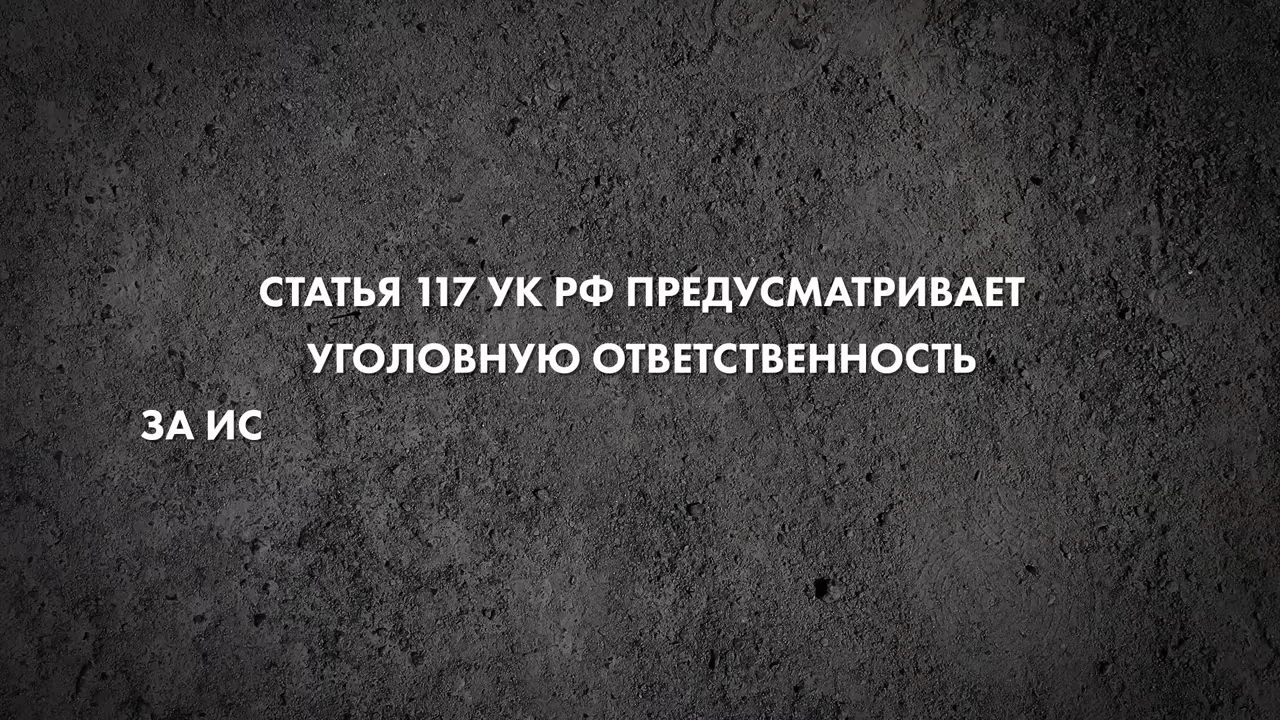 СТАТЬЯ 117 УК РФ ПРЕДУСМАТРИВАЕТ
УГОЛОВНУЮ ОТВЕТСТВЕННОСТЬ
ЗА ИС